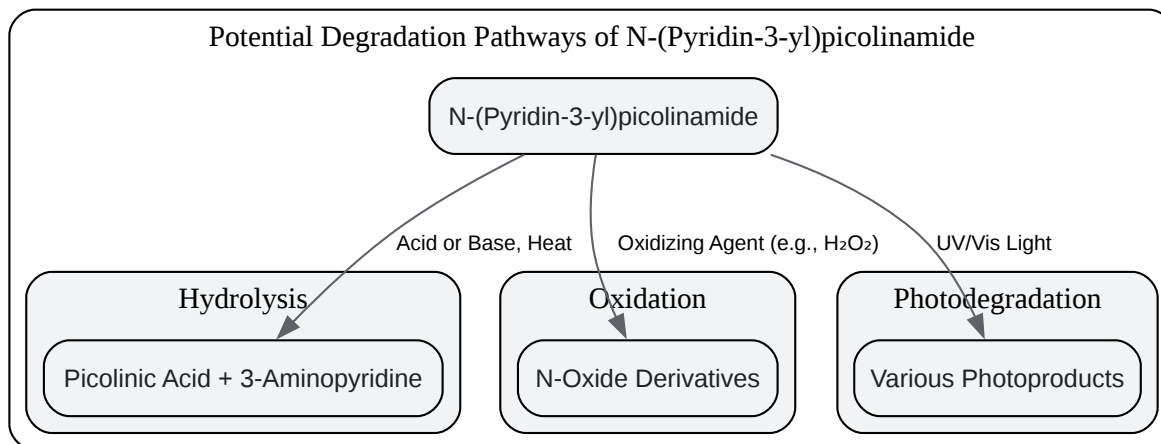 Potential Degradation Pathways of N-(Pyridin-3-yl)picolinamide
N-(Pyridin-3-yl)picolinamide
Acid or Base, Heat
Oxidizing Agent (e.g., H₂O₂)
UV/Vis Light
Hydrolysis
Oxidation
Photodegradation
Picolinic Acid + 3-Aminopyridine
N-Oxide Derivatives
Various Photoproducts